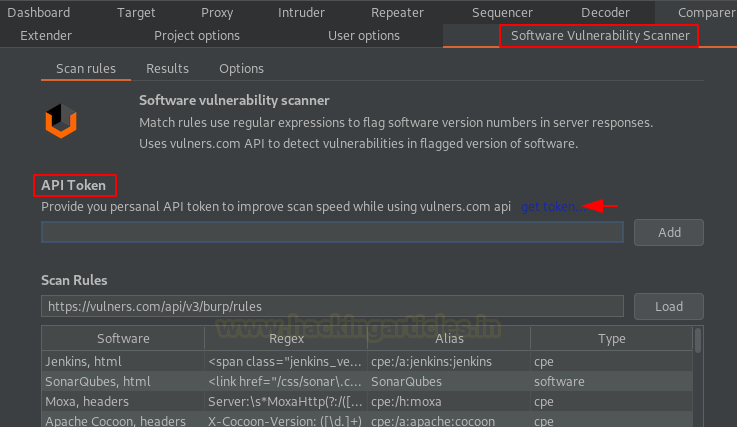 Dashboard Target Proxy Intruder Repeater Sequencer Decoder Comparer
Extender Project options User options Software Vulnerability Scanner
Scan rules Results Options
Software vulnerability scanner
Match rules use regular expressions to flag software version numbers in server responses.
Uses vulners.com API to detect vulnerabilities in flagged version of software.
API Token
Provide you persanal API token to improve scan speed while using vulners.com api get token...
Add
Scan Rules
https://vulners.com/api/v3/burp/rules Load
www.hackingarticles.in
Software Regex Alias Type
Jenkins, html <span class="jenkins_ve... cpe:/a:jenkins:jenkins cpe
SonarQubes, html <link href="/css/sonar\.c... SonarQubes software
Moxa, headers Server:\s*MoxaHttp(?:/([... cpe:/h:moxa cpe
Apache Cocoon, headers X-Cocoon-Version: ([\d.]+) cpe:/a:apache:cocoon cpe